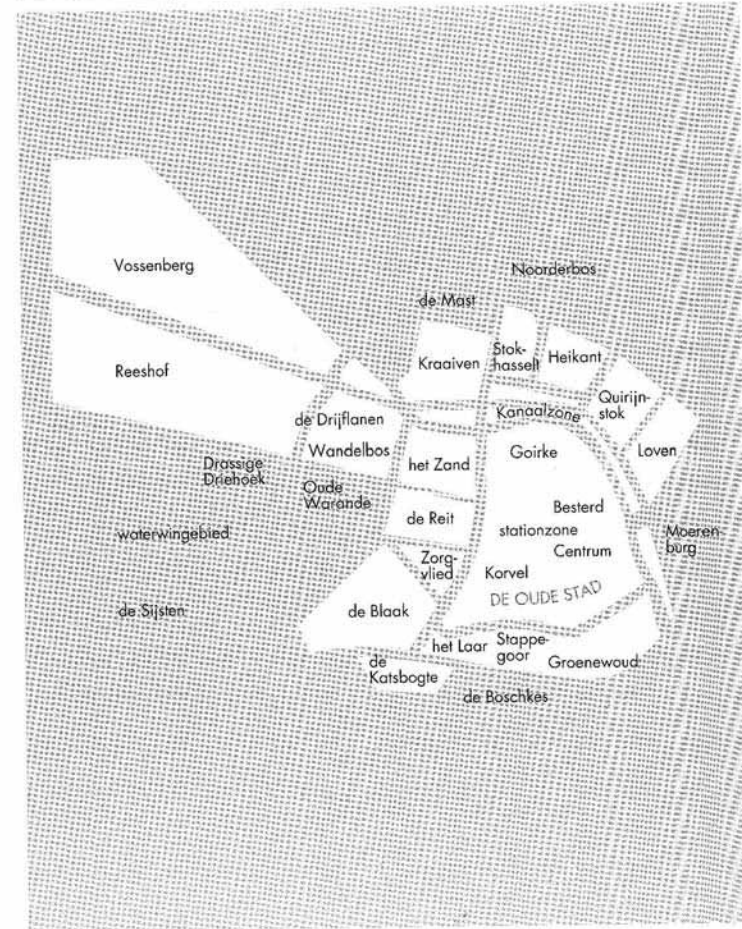 Vossenberg
Noorderbos
de Mast
Stok-
hasselt
Kraaiven
Heikant
Reeshof
Quirijn-
stok
Kanaalzone
de Drijflanen
Wandelbos
Goirke
Loven
het Zand
Drassige
Driehoek
Oude
Warande
Besterd
de Reit
stationzone
waterwingebied
Moeren-
burg
Centrum
Zorg-
vlied
Korvel
DE OUDE STAD
de Blaak
de Sijsten
het Laar
Stappe-
goor
Groenewoud
de
Katsbogte
de Boschkes